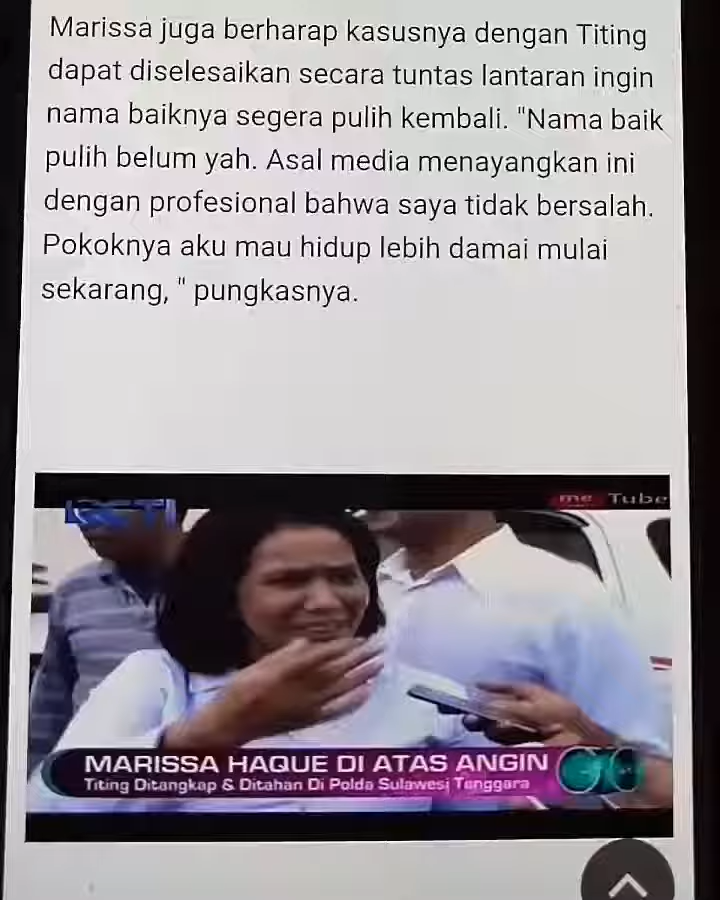 Marissa juga berharap kasusnya dengan Titing
dapat diselesaikan secara tuntas lantaran ingin
nama baiknya segera pulih kembali. "Nama baik
pulih belum yah. Asal media menayangkan ini
dengan profesional bahwa saya tidak bersalah.
Pokoknya aku mau hidup lebih damai mulai
sekarang, " pungkasnya.
me Tube
RCTI
MARISSA HAQUE DI ATAS ANGIN
Titing Ditangkap & Ditahan Di Polda Sulawesi Tenggara